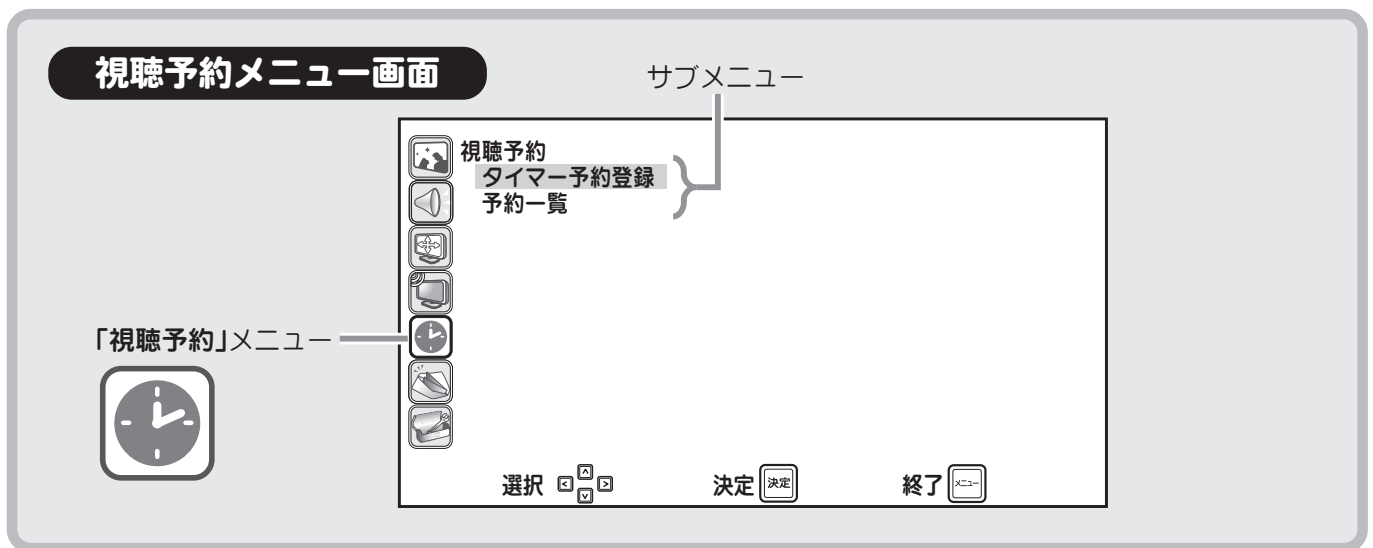 視聴予約メニュー画面
サブメニュー
視聴予約
タイマー予約登録
予約一覧
「視聴予約」メニュー
選択 決定 決定 終了 メニュー